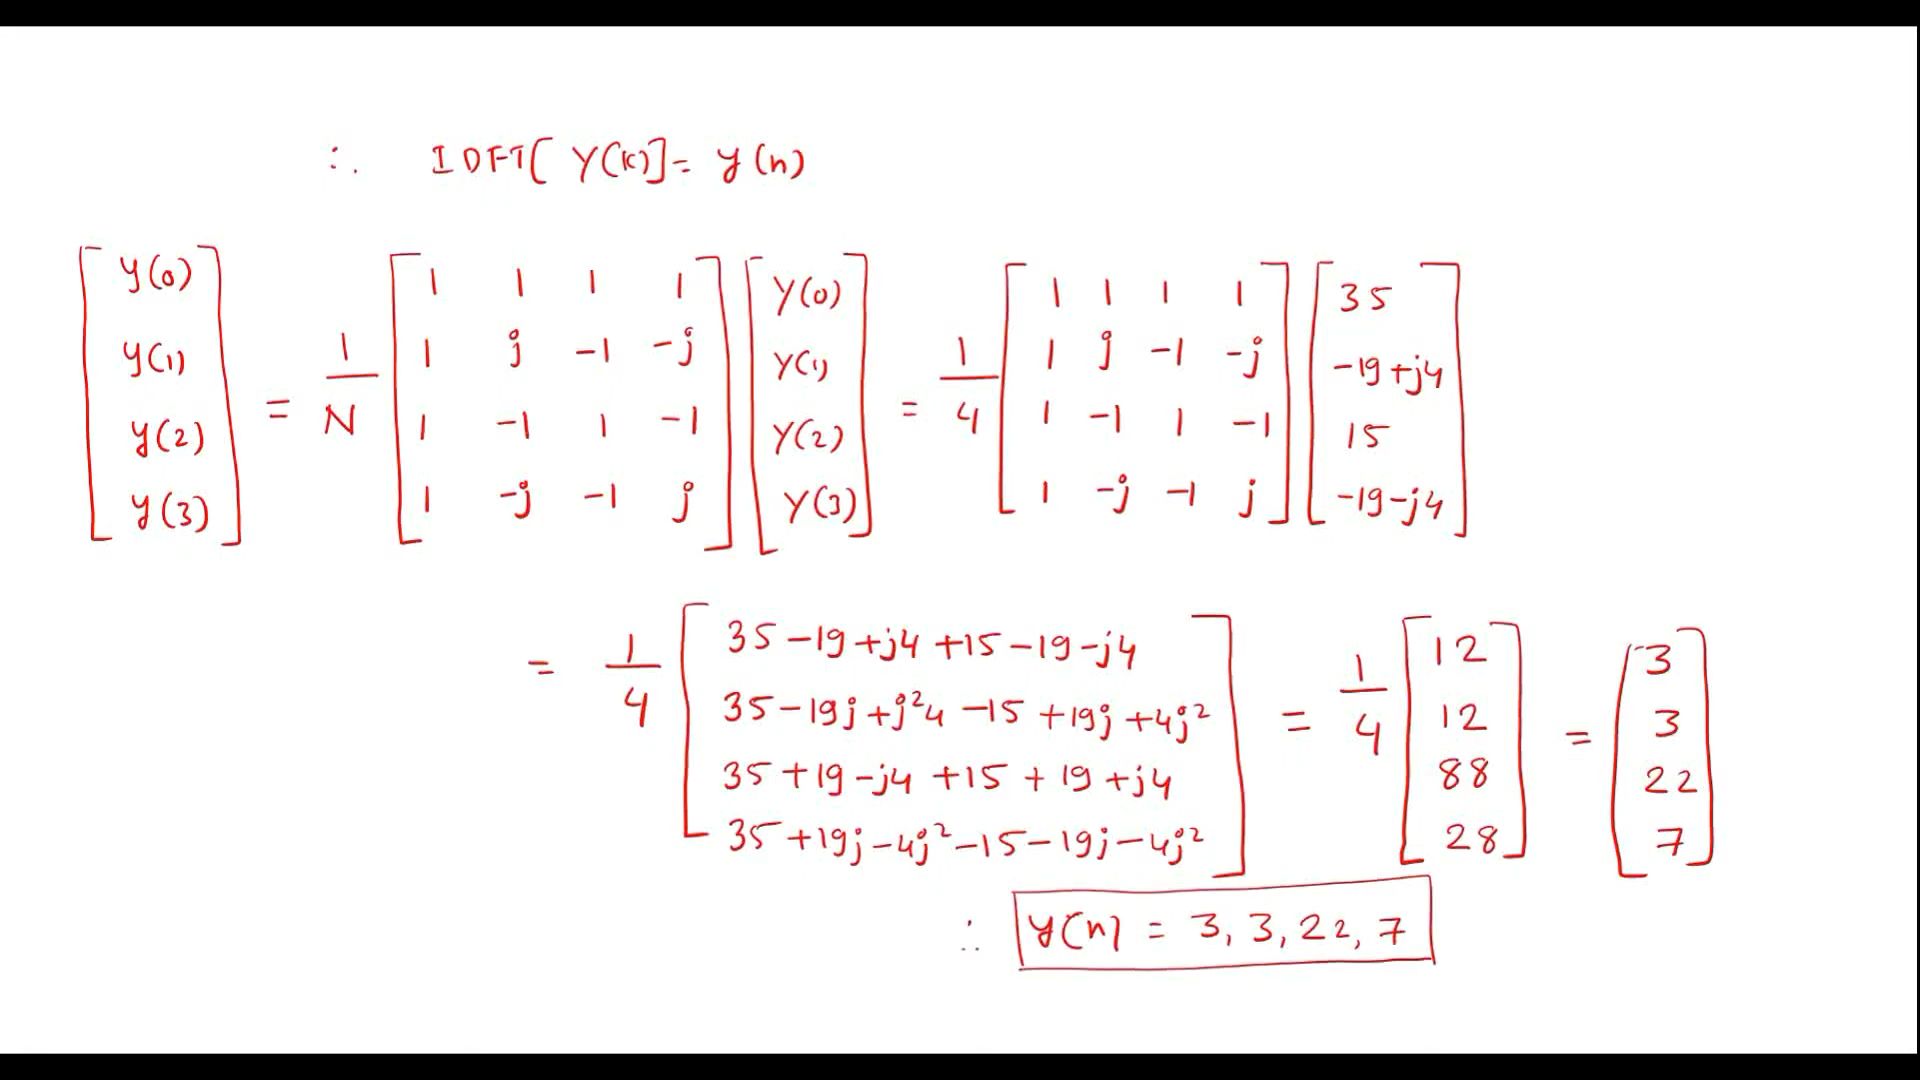 ∴ IDFT[Y(k)] = y(n)
[y(0) y(1) y(2) y(3)] = 1/N [1 1 1 1; 1 j -1 -j; 1 -1 1 -1; 1 -j -1 j] [Y(0) Y(1) Y(2) Y(3)] = 1/4 [1 1 1 1; 1 j -1 -j; 1 -1 1 -1; 1 -j -1 j] [35; -19+j4; 15; -19-j4]
= 1/4 [35-19+j4+15-19-j4; 35-19j+j²4-15+19j+4j²; 35+19-j4+15+19+j4; 35+19j-4j²-15-19j-4j²] = 1/4 [12; 12; 88; 28] = [3; 3; 22; 7]
∴ y(n) = 3, 3, 22, 7